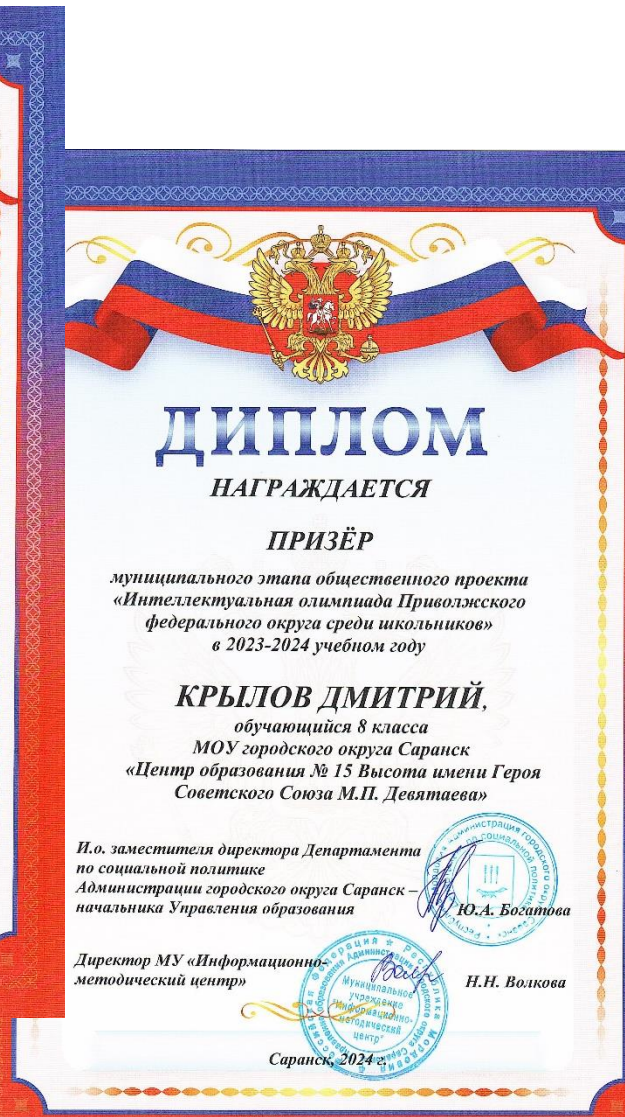 ДИПЛОМ
НАГРАЖДАЕТСЯ
ПРИЗЁР
муниципального этапа общественного проекта
«Интеллектуальная олимпиада Приволжского
федерального округа среди школьников»
в 2023-2024 учебном году
КРЫЛОВ ДМИТРИЙ,
обучающийся 8 класса
МОУ городского округа Саранск
«Центр образования № 15 Высота имени Героя
Советского Союза М.П. Девятаева»
И.о. заместителя директора Департамента
по социальной политике
Администрации городского округа Саранск –
начальника Управления образования
Ю.А. Богатова
Директор МУ «Информационно-
методический центр»
Н.Н. Волкова
Муниципальное
учреждение
"Информационно-
методический
центр"
Саранск, 2024 г.